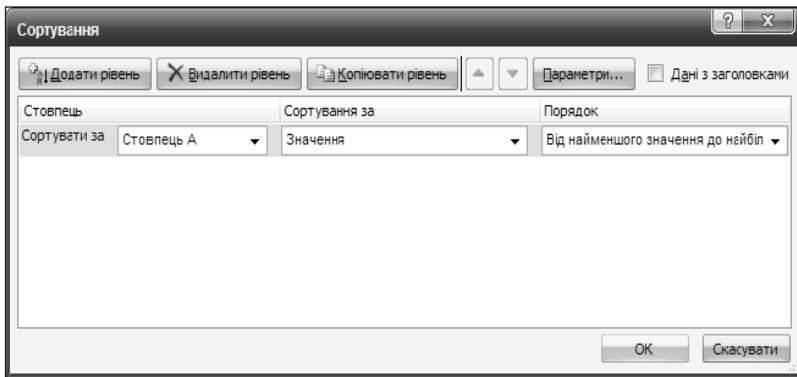 Сортування
Додати рівень Видалити рівень Копіювати рівень Параметри... Дані з заголовками
Стовпець Сортування за Порядок
Сортувати за Стовпець A Значення Від найменшого значення до найбіл
OK Скасувати